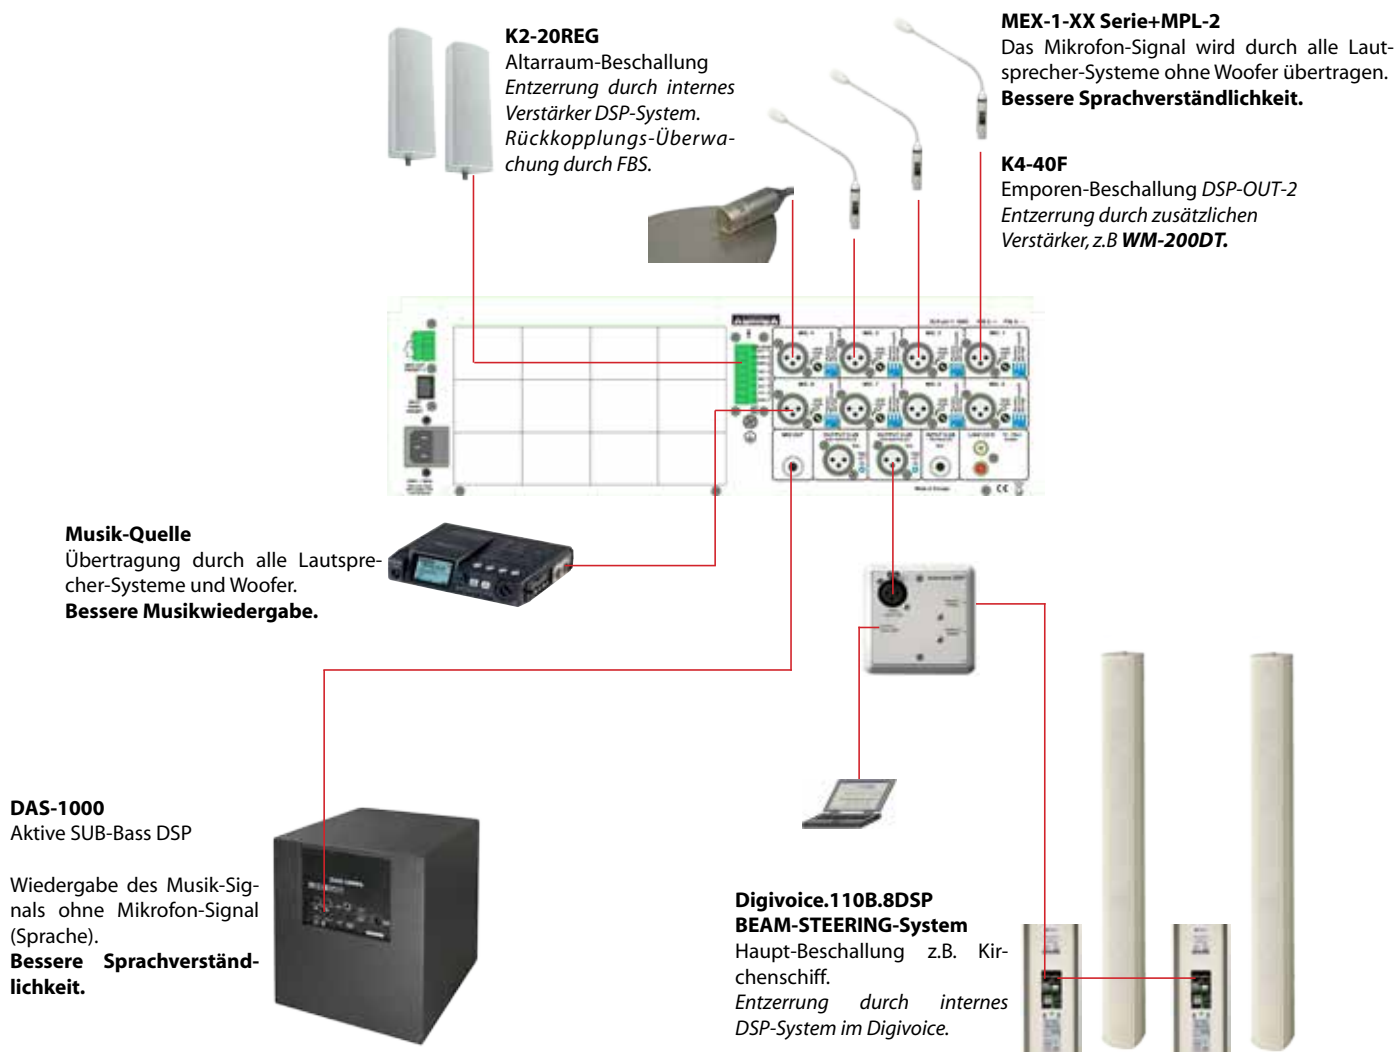 K2-20REG
Altarraum-Beschallung
Entzerrung durch internes
Verstärker DSP-System.
Rückkopplungs-Überwa-
chung durch FBS.
MEX-1-XX Serie+MPL-2
Das Mikrofon-Signal wird durch alle Laut-
sprecher-Systeme ohne Woofer übertragen.
Bessere Sprachverständlichkeit.
K4-40F
Emporen-Beschallung DSP-OUT-2
Entzerrung durch zusätzlichen
Verstärker, z.B WM-200DT.
Musik-Quelle
Übertragung durch alle Lautspre-
cher-Systeme und Woofer.
Bessere Musikwiedergabe.
DAS-1000
Aktive SUB-Bass DSP
Wiedergabe des Musik-Sig-
nals ohne Mikrofon-Signal
(Sprache).
Bessere Sprachverständ-
lichkeit.
Digivoice.110B.8DSP
BEAM-STEERING-System
Haupt-Beschallung z.B. Kir-
chenschiff.
Entzerrung durch internes
DSP-System im Digivoice.